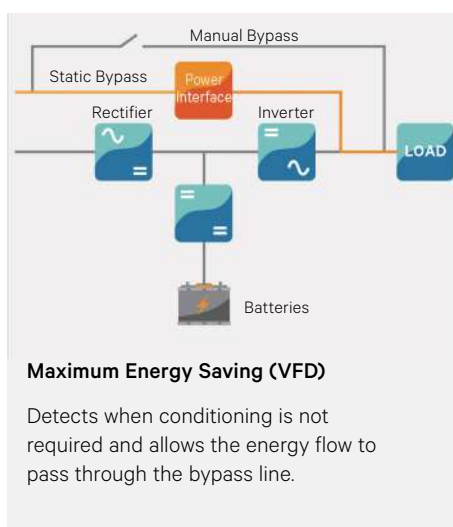 Manual Bypass
Static Bypass
Power
Interface
Rectifier
Inverter
LOAD
Batteries
Maximum Energy Saving (VFD)
Detects when conditioning is not
required and allows the energy flow to
pass through the bypass line.